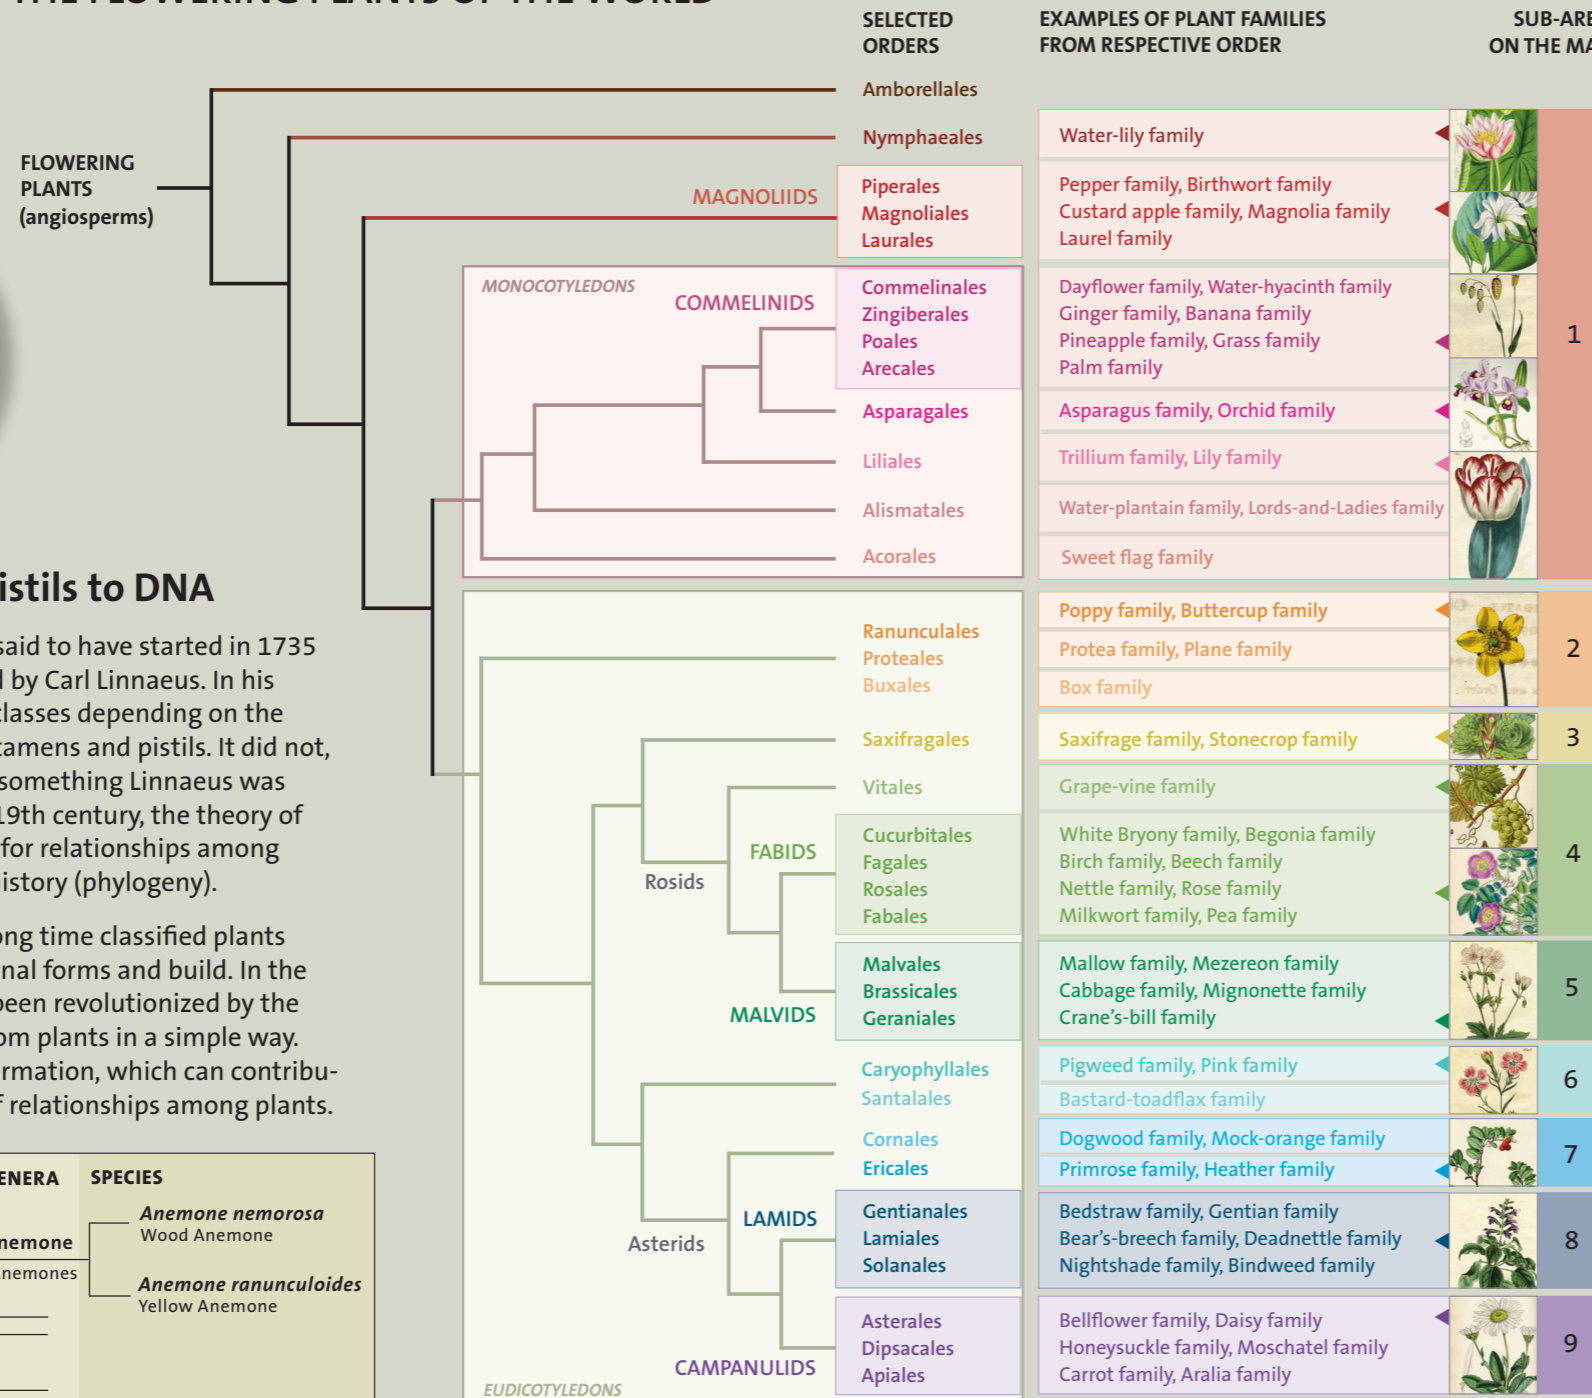 THE FLOWERING PLANTS OF THE WORLD
SELECTED
ORDERS
EXAMPLES OF PLANT FAMILIES
FROM RESPECTIVE ORDER
SUB-ARE
ON THE MA
FLOWERING
PLANTS
(angiosperms)
Amborellales
Nymphaeales
Water-lily family
MAGNOLIIDS
Piperales
Magnoliales
Laurales
Pepper family, Birthwort family
Custard apple family, Magnolia family
Laurel family
MONOCOTYLEDONS
COMMELINIDS
Commelinales
Zingiberales
Poales
Arecales
Dayflower family, Water-hyacinth family
Ginger family, Banana family
Pineapple family, Grass family
Palm family
1
Asparagales
Asparagus family, Orchid family
Liliales
Trillium family, Lily family
Alismatales
Water-plantain family, Lords-and-Ladies family
Acorales
Sweet flag family
Ranunculales
Proteales
Buxales
Poppy family, Buttercup family
Protea family, Plane family
Box family
2
Saxifragales
Saxifrage family, Stonecrop family
3
Vitales
Grape-vine family
Rosids
FABIDS
Cucurbitales
Fagales
Rosales
Fabales
White Bryony family, Begonia family
Birch family, Beech family
Nettle family, Rose family
Milkwort family, Pea family
4
MALVIDS
Malvales
Brassicales
Geraniales
Mallow family, Mezereon family
Cabbage family, Mignonette family
Crane's-bill family
5
Caryophyllales
Santalales
Pigweed family, Pink family
Bastard-toadflax family
6
Cornales
Ericales
Dogwood family, Mock-orange family
Primrose family, Heather family
7
Asterids
LAMIDS
Gentianales
Lamiales
Solanales
Bedstraw family, Gentian family
Bear's-breech family, Deadnettle family
Nightshade family, Bindweed family
8
CAMPANULIDS
Asterales
Dipsacales
Apiales
Bellflower family, Daisy family
Honeysuckle family, Moschatel family
Carrot family, Aralia family
9
EUDICOTYLEDONS
istils to DNA
said to have started in 1735
d by Carl Linnaeus. In his
classes depending on the
tamens and pistils. It did not,
something Linnaeus was
19th century, the theory of
for relationships among
istory (phylogeny).
ong time classified plants
rnal forms and build. In the
been revolutionized by the
om plants in a simple way.
rmation, which can contribu-
f relationships among plants.
ENERA
SPECIES
nemone
nemones
Anemone nemorosa
Wood Anemone
Anemone ranunculoides
Yellow Anemone